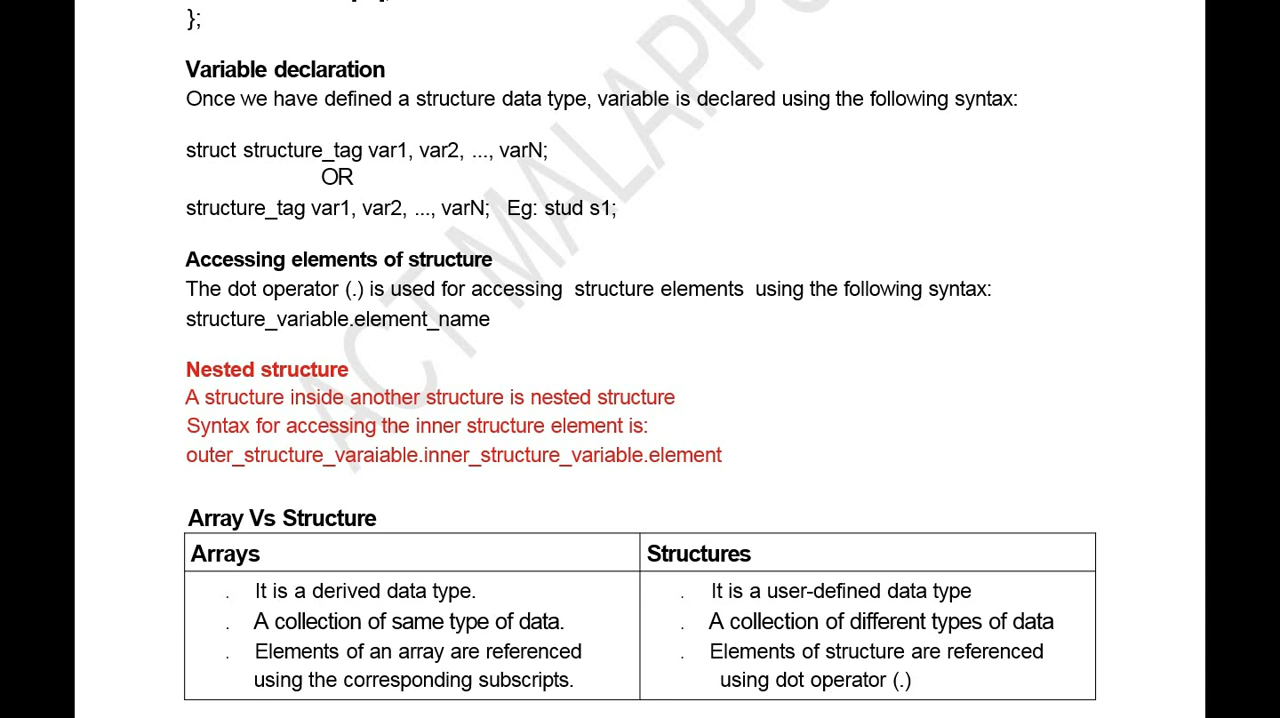 };
Variable declaration
Once we have defined a structure data type, variable is declared using the following syntax:
struct structure_tag var1, var2, ..., varN;
OR
structure_tag var1, var2, ..., varN; Eg: stud s1;
Accessing elements of structure
The dot operator (.) is used for accessing structure elements using the following syntax:
structure_variable.element_name
Nested structure
A structure inside another structure is nested structure
Syntax for accessing the inner structure element is:
outer_structure_varaiable.inner_structure_variable.element
Array Vs Structure
Arrays
. It is a derived data type.
. A collection of same type of data.
. Elements of an array are referenced
using the corresponding subscripts.
Structures
. It is a user-defined data type
. A collection of different types of data
. Elements of structure are referenced
using dot operator (.)
ACT MALAPP